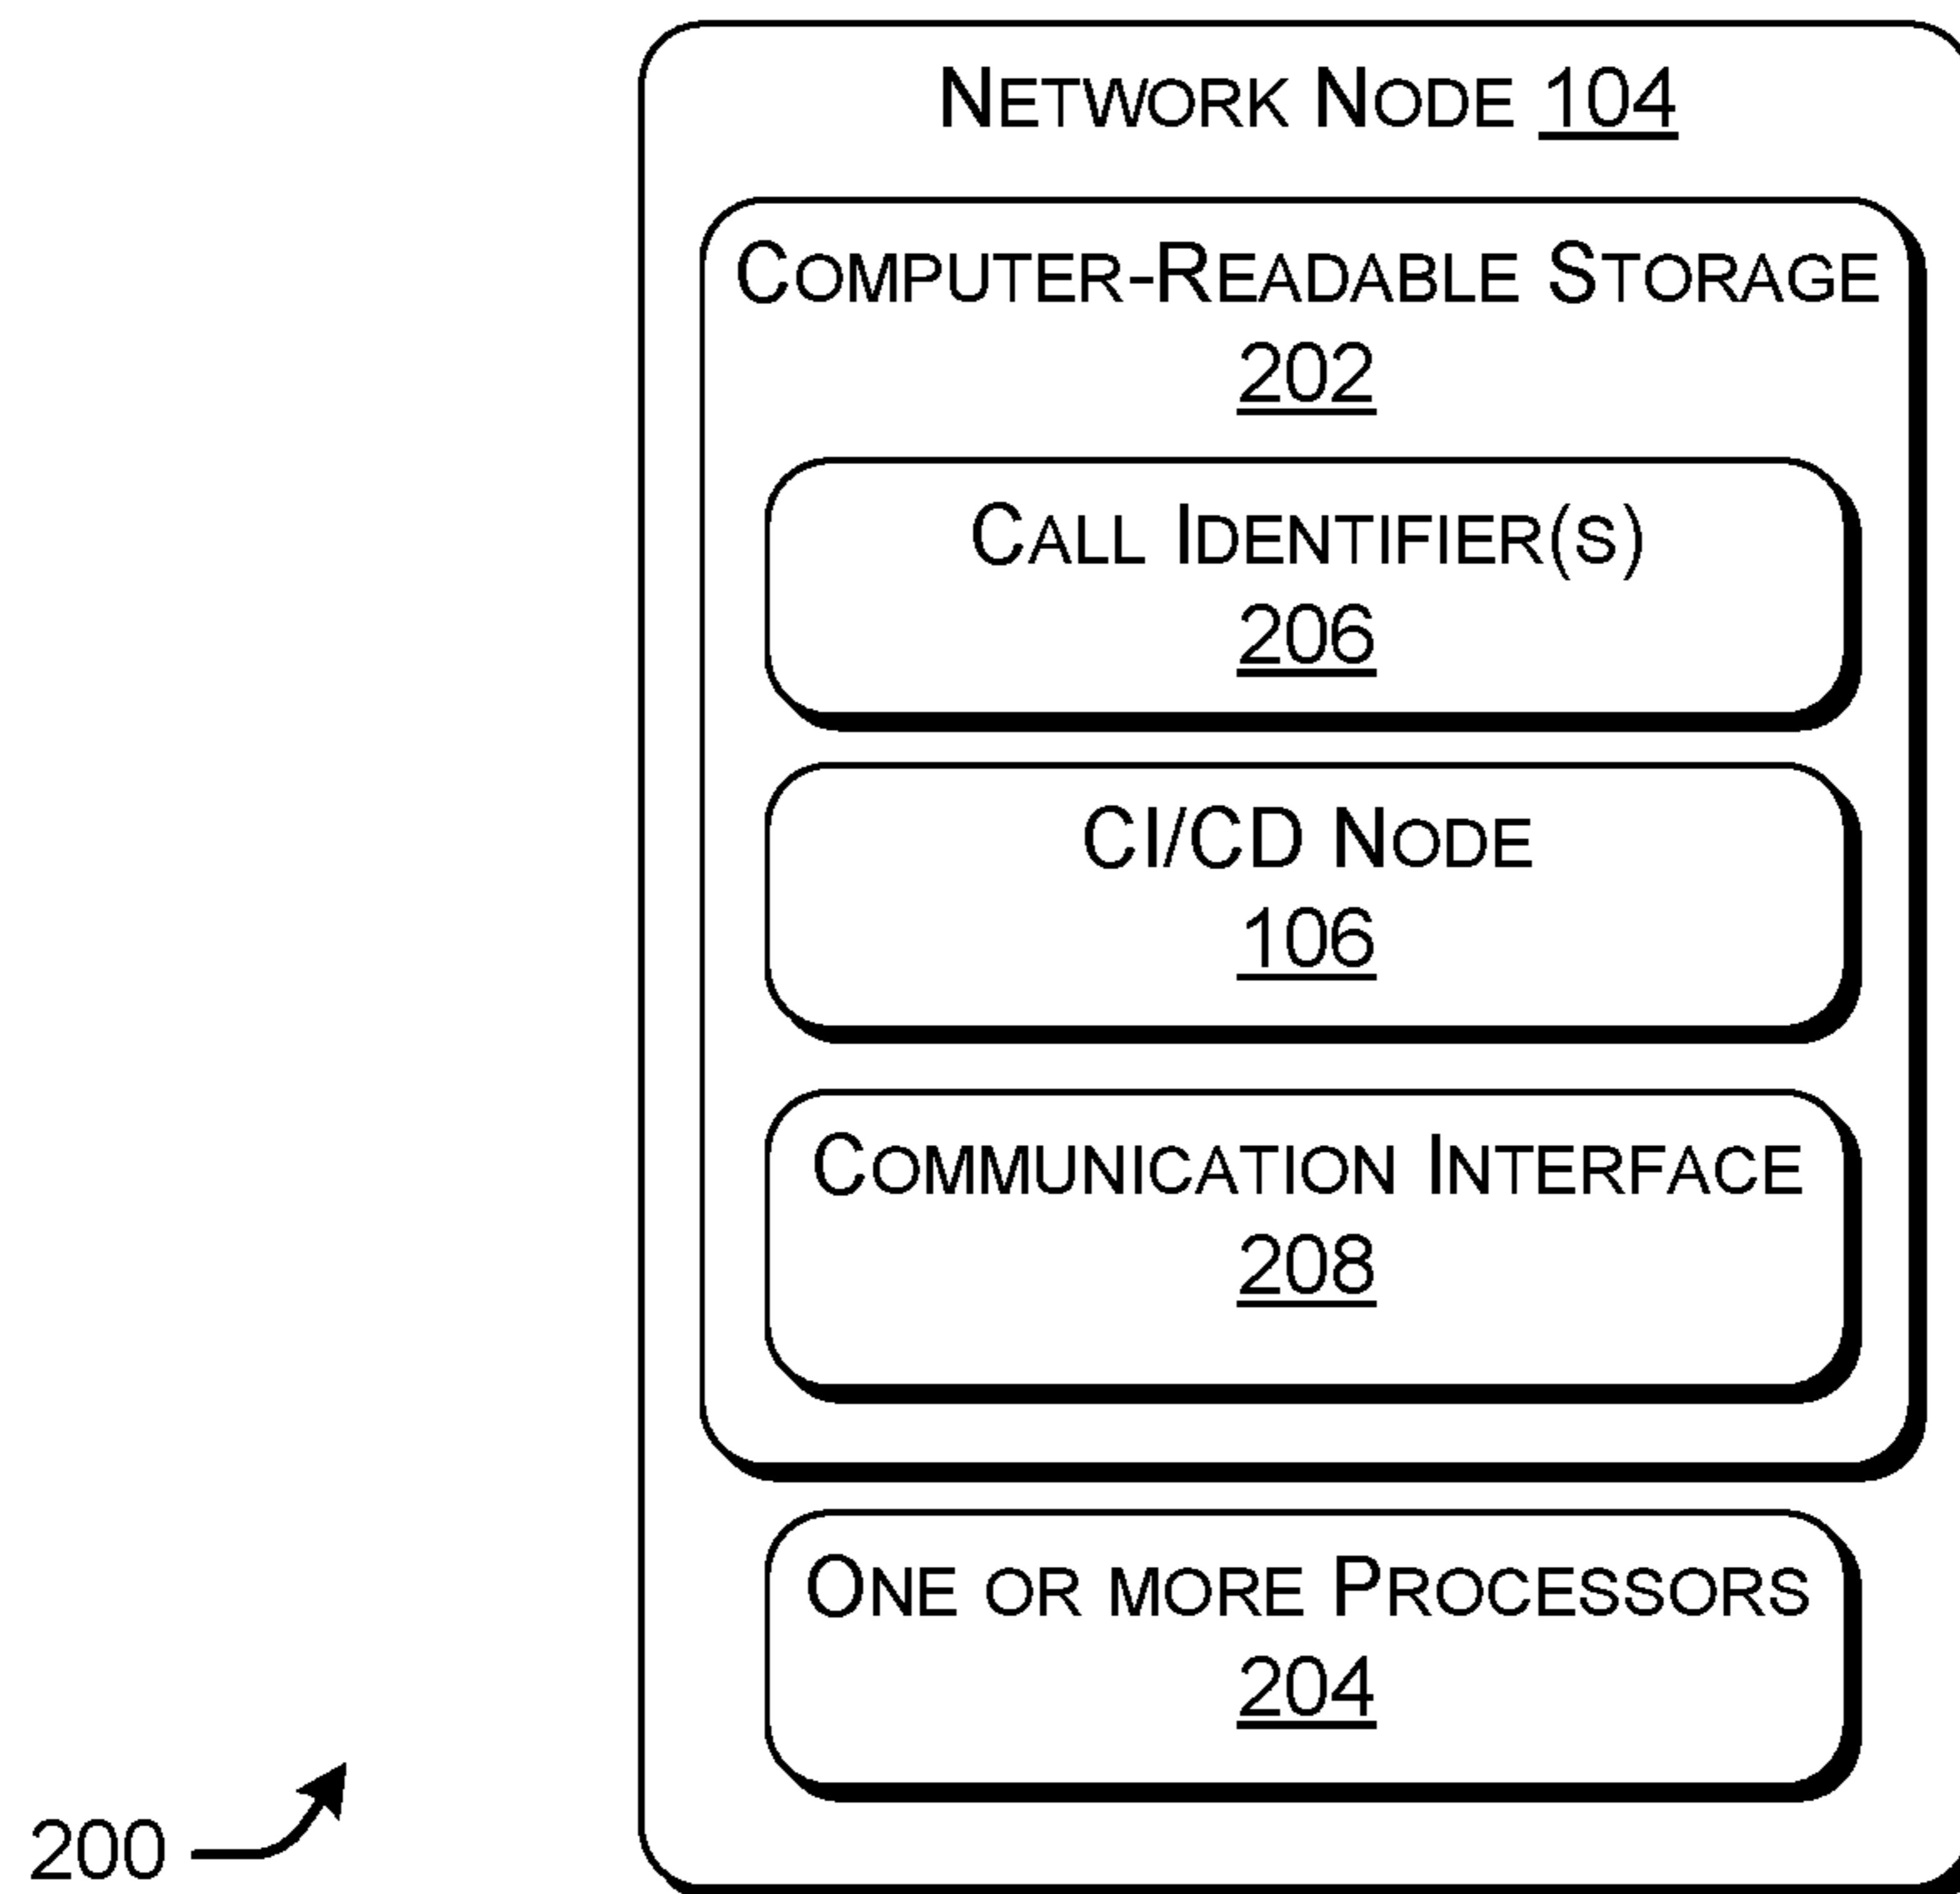 NETWORK NODE 104
COMPUTER-READABLE STORAGE
202
CALL IDENTIFIER(S)
206
CI/CD NODE
106
COMMUNICATION INTERFACE
208
ONE OR MORE PROCESSORS
204
200